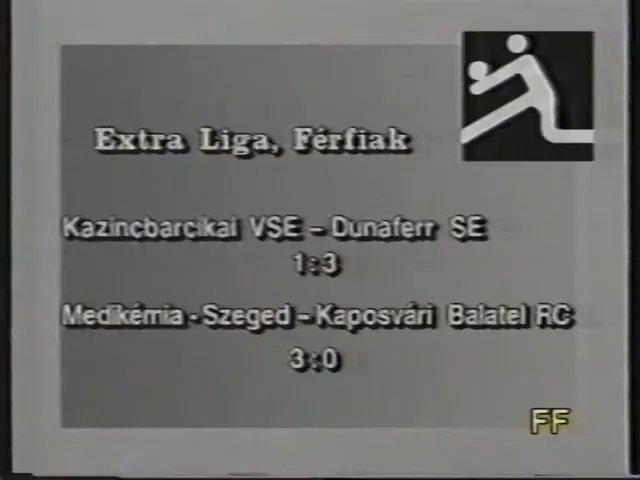 Extra Liga, Férfiak
Kazincbarcikai VSE – Dunaferr SE
1:3
Medikémia - Szeged – Kaposvári Balatel RC
3:0
FF